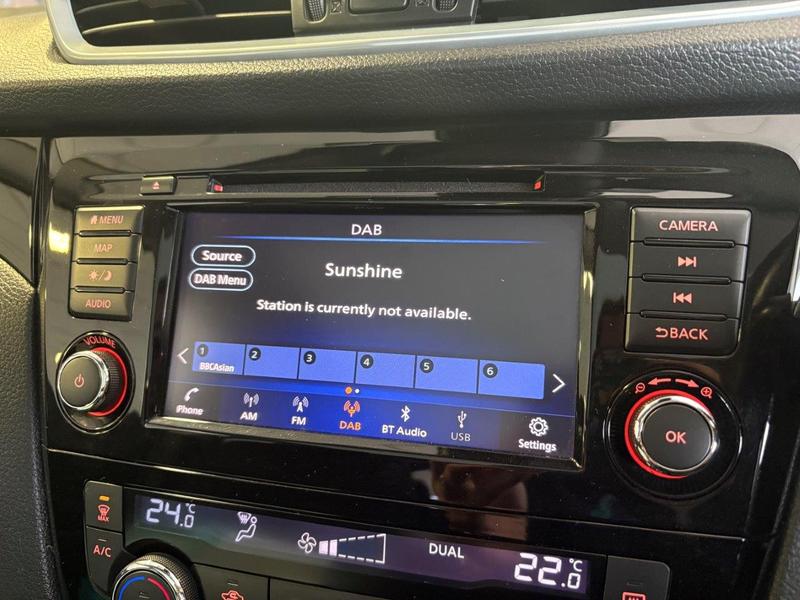 MENU
MAP
AUDIO
VOLUME
DAB
Source
DAB Menu
Sunshine
Station is currently not available.
1
BBCAsian
2
3
4
5
6
Phone
AM
FM
DAB
BT Audio
USB
Settings
CAMERA
BACK
OK
MAX
A/C
24.0°C
DUAL
22.0°C